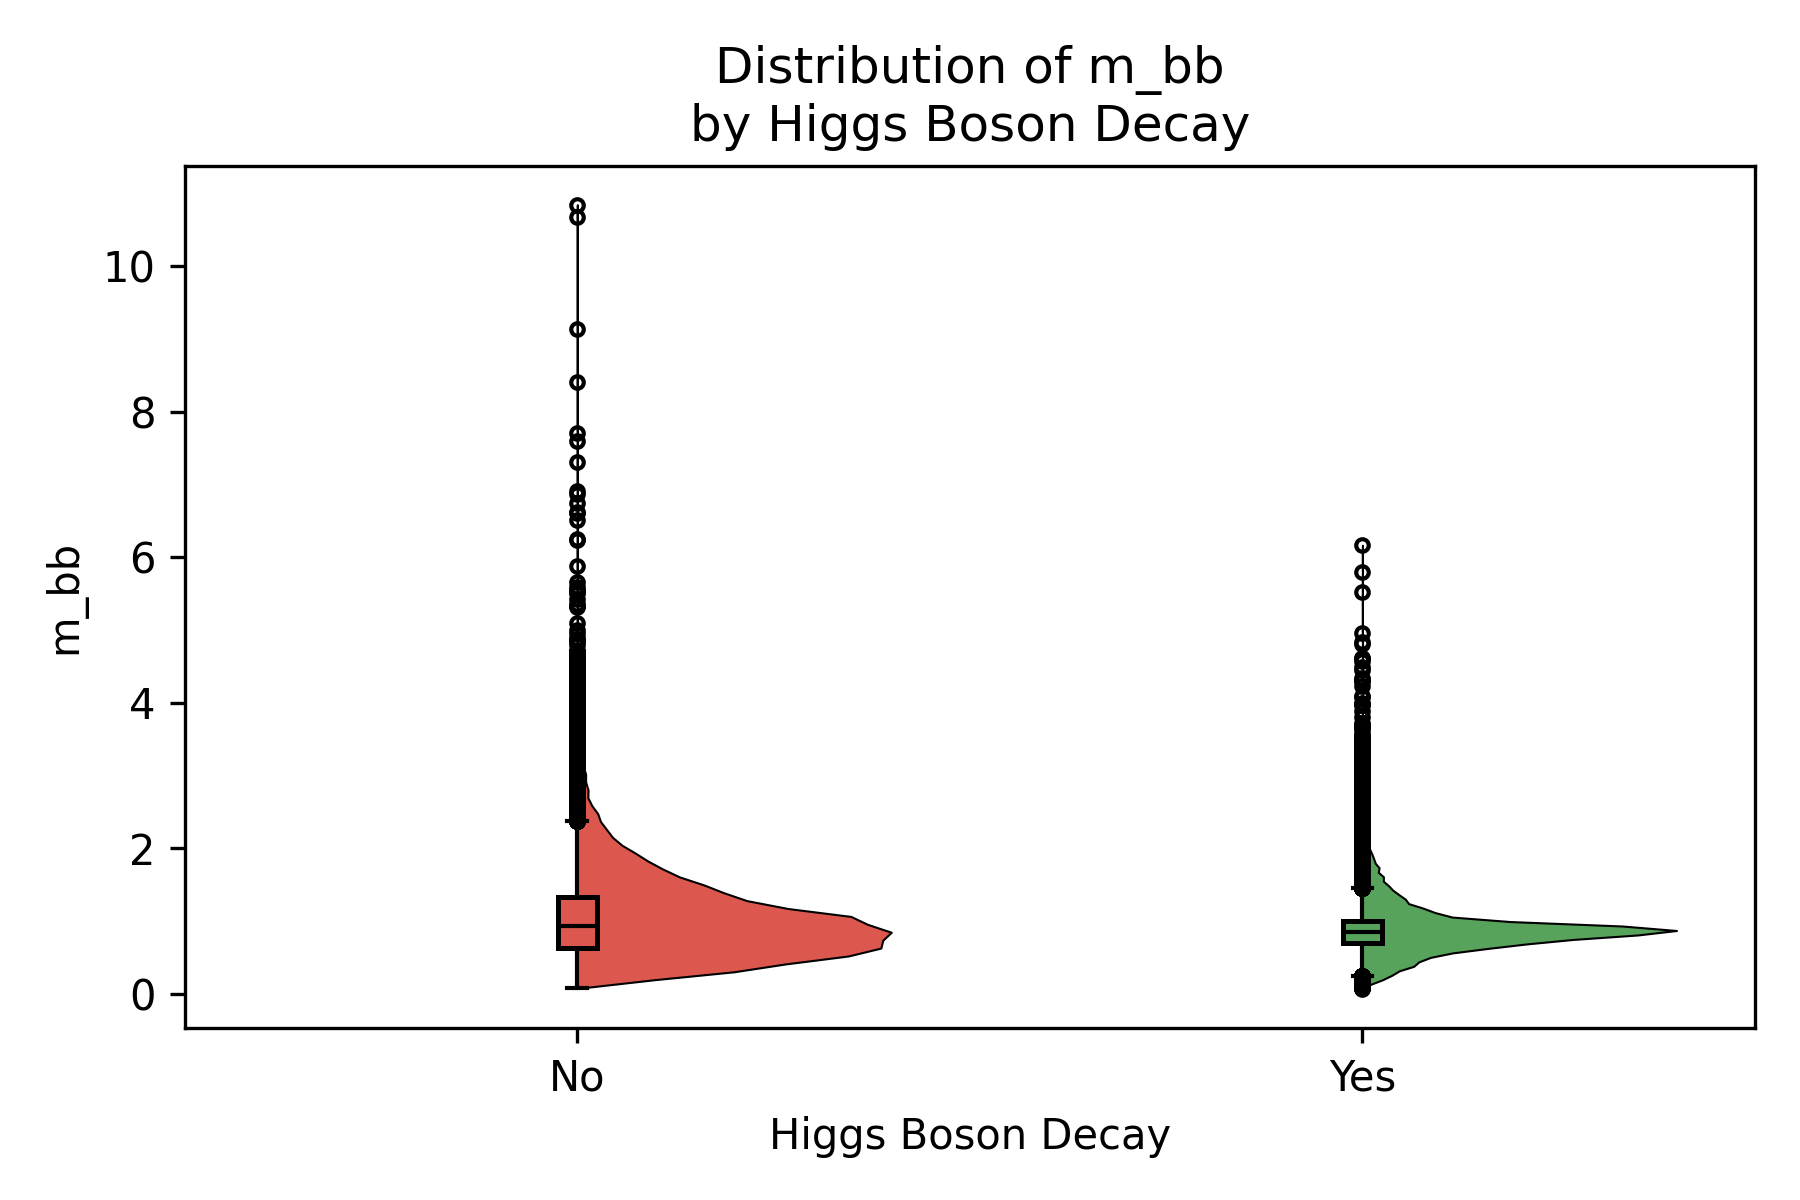 Distribution of m_bb
by Higgs Boson Decay
10
8
6
4
2
0
m_bb
No
Yes
Higgs Boson Decay